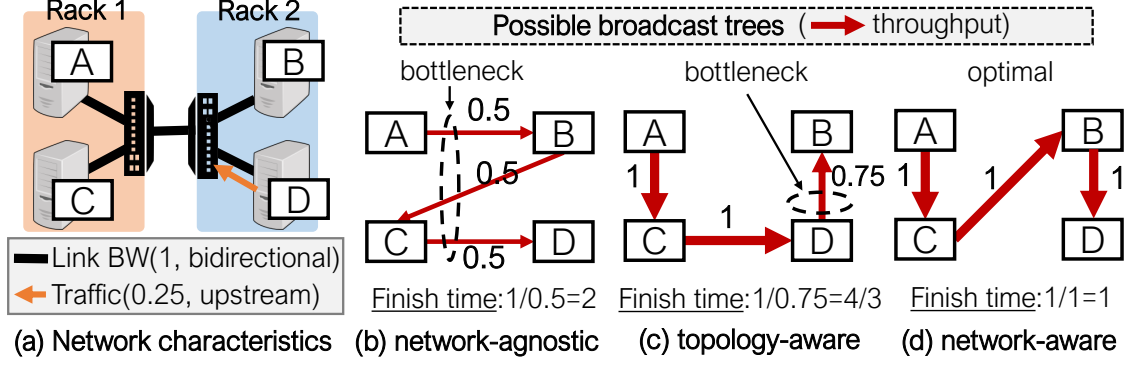 Rack 1
Rack 2
A
B
C
D
Link BW(1, bidirectional)
Traffic(0.25, upstream)
(a) Network characteristics
Possible broadcast trees ( throughput)
bottleneck
A
0.5
B
0.5
C
0.5
D
Finish time:1/0.5=2
(b) network-agnostic
bottleneck
A
B
1
0.75
1
C
D
Finish time:1/0.75=4/3
(c) topology-aware
optimal
A
B
1
1
1
C
D
Finish time:1/1=1
(d) network-aware